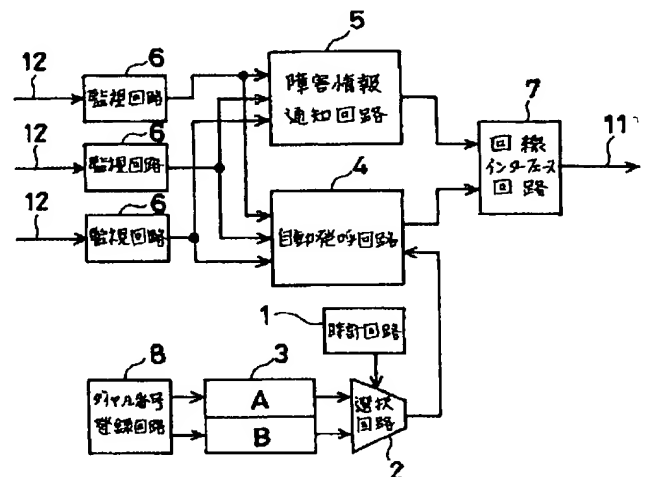 5
12
6
監視回路
障害情報
通知回路
7
12
6
監視回路
回線
インターフェース
回路
11
4
12
6
監視回路
自動発呼回路
1
時計回路
8
3
ダイヤル番号
登録回路
A
B
選択
回路
2